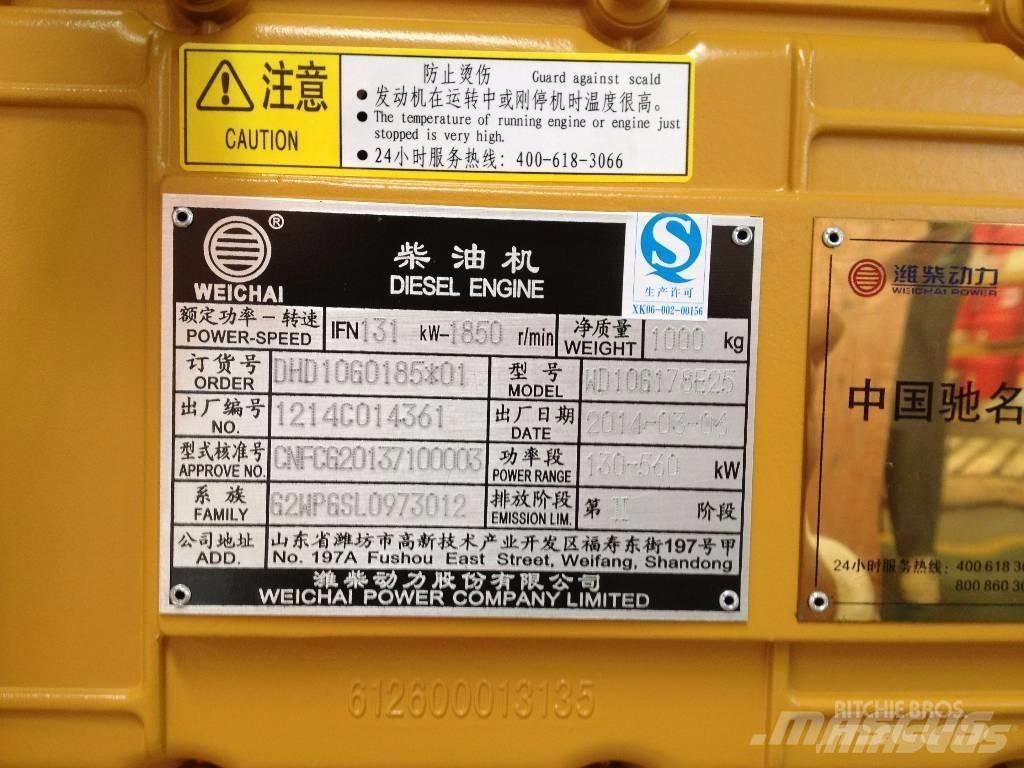 注意
CAUTION
防止烫伤 Guard against scald
• 发动机在运转中或刚停机时温度很高。
• The temperature of running engine or engine just
stopped is very high.
• 24小时服务热线: 400-618-3066
WEICHAI ®
柴油机
DIESEL ENGINE
S
生产许可
XK06-002-00156
额定功率－转速
POWER-SPEED
IFN131 kW-1850 r/min
净质量
WEIGHT
1000 kg
订货号
ORDER
DHD10G0185*01
型号
MODEL
WD10G178E25
出厂编号
NO.
1214C014361
出厂日期
DATE
2014-03-06
型式核准号
APPROVE NO.
CNFCG20137100003
功率段
POWER RANGE
130-560 kW
系族
FAMILY
G2WPGSL0973012
排放阶段
EMISSION LIM.
第 II 阶段
公司地址
ADD.
山东省潍坊市高新技术产业开发区福寿东街197号甲
No. 197A Fushou East Street, Weifang, Shandong
潍柴动力股份有限公司
WEICHAI POWER COMPANY LIMITED
潍柴动力
WEICHAI POWER
中国驰名
24小时服务热线: 400 618 3
800 860 3
612600013135
RITCHIE BROS.
MASCUS